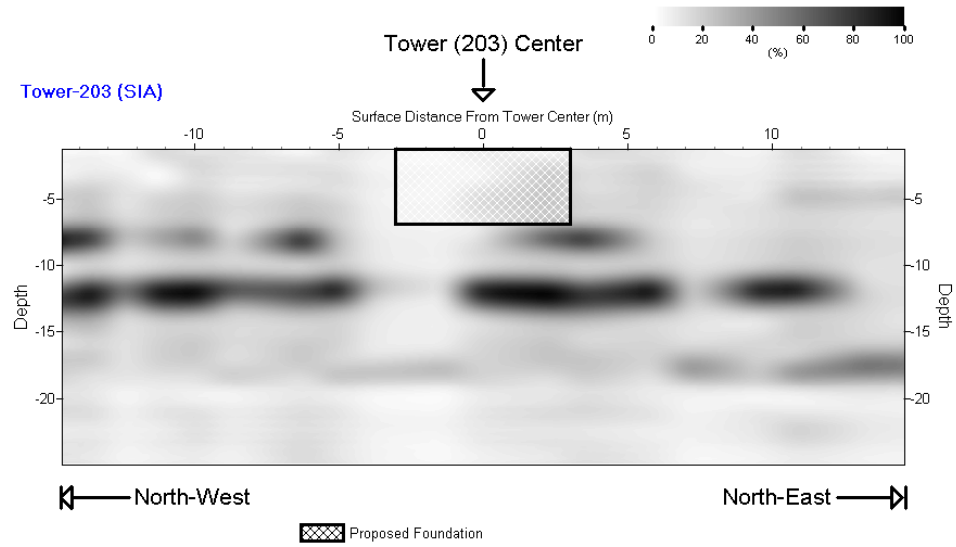 0 20 40 60 80 100
(%)
Tower (203) Center
Tower-203 (SIA)
Surface Distance From Tower Center (m)
-10 -5 0 5 10
-5 -5
-10 -10
Depth Depth
-15 -15
-20 -20
North-West North-East
Proposed Foundation